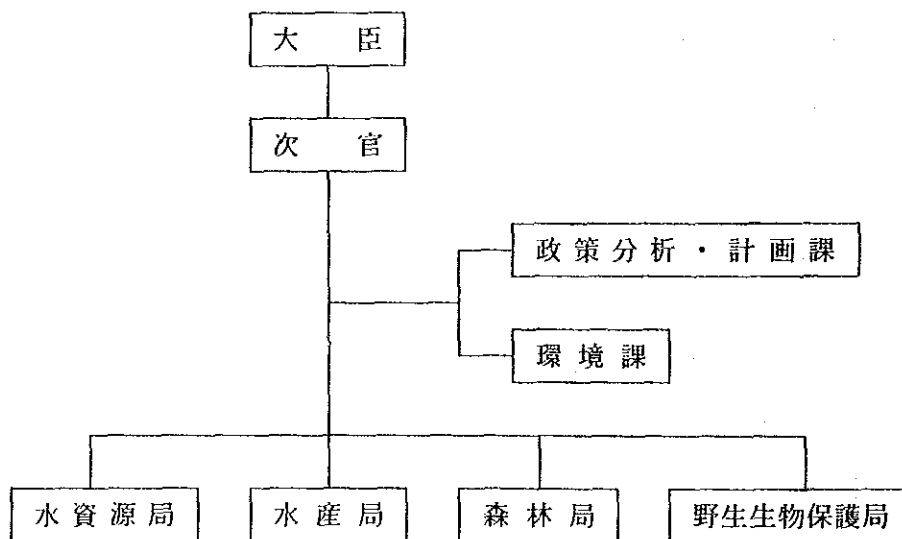 大臣
次官
政策分析・計画課
環境課
水資源局
水産局
森林局
野生生物保護局